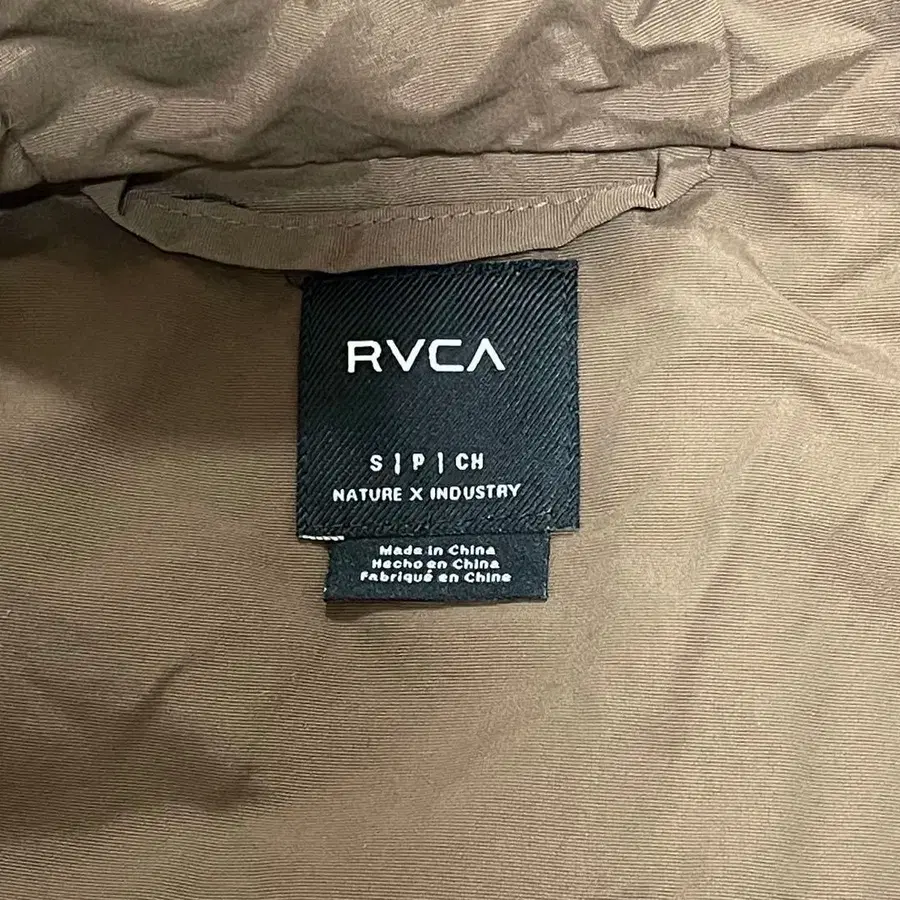 RVCA
S | P | CH
NATURE X INDUSTRY
Made in China
Hecho en China
Fabriqué en Chine